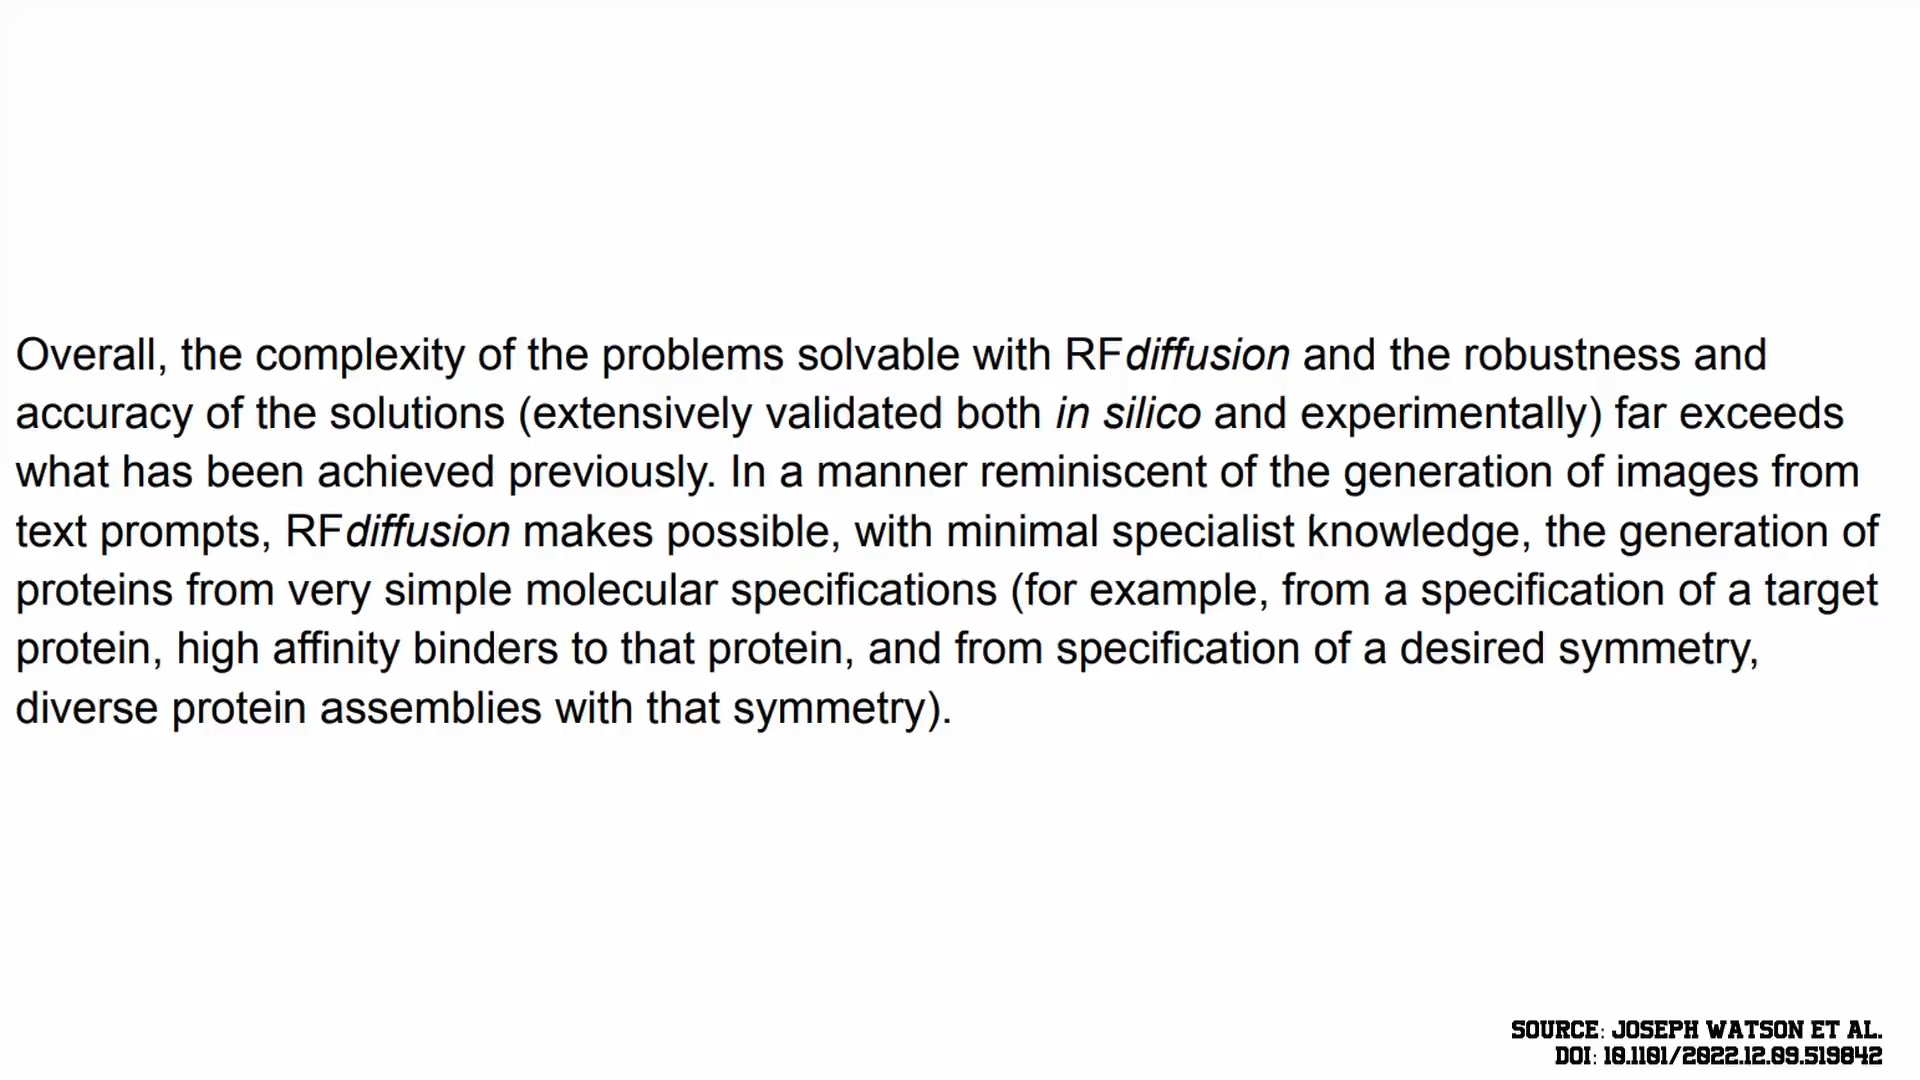 Overall, the complexity of the problems solvable with RFdiffusion and the robustness and
accuracy of the solutions (extensively validated both in silico and experimentally) far exceeds
what has been achieved previously. In a manner reminiscent of the generation of images from
text prompts, RFdiffusion makes possible, with minimal specialist knowledge, the generation of
proteins from very simple molecular specifications (for example, from a specification of a target
protein, high affinity binders to that protein, and from specification of a desired symmetry,
diverse protein assemblies with that symmetry).
SOURCE: JOSEPH WATSON ET AL.
DOI: 10.1101/2022.12.09.519842